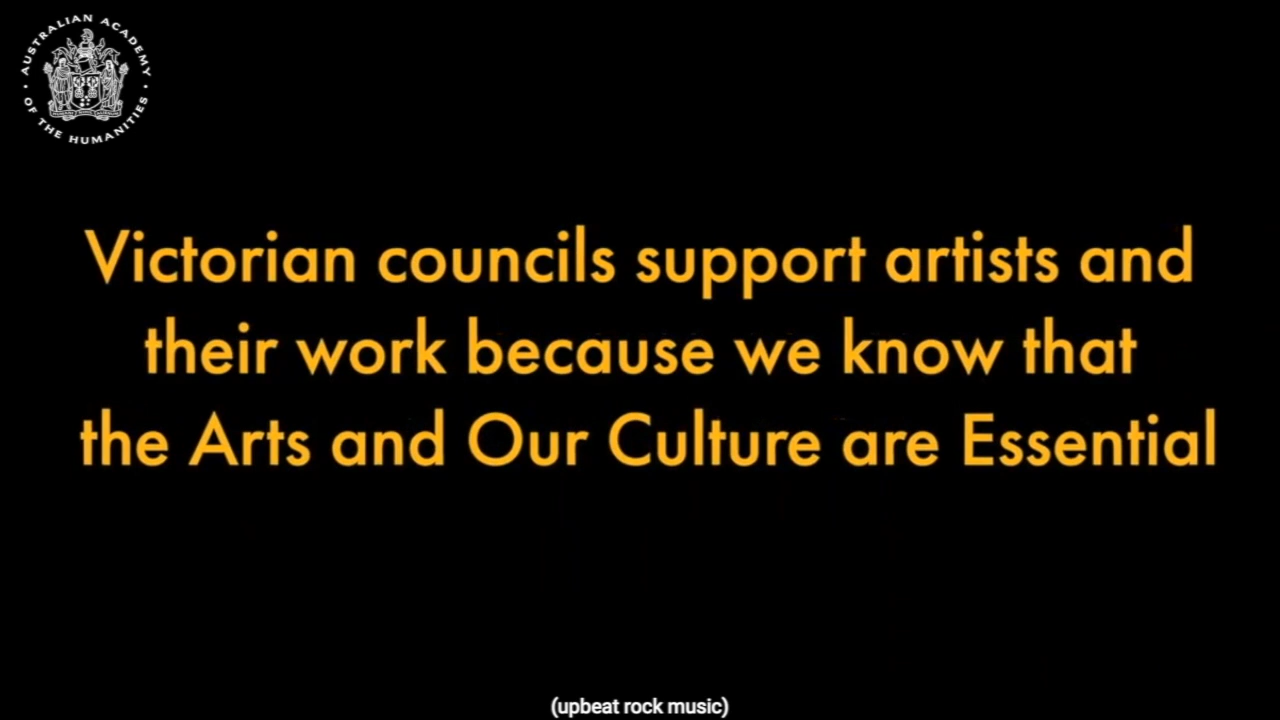 AUSTRALIAN ACADEMY
OF THE HUMANITIES
Victorian councils support artists and
their work because we know that
the Arts and Our Culture are Essential
(upbeat rock music)